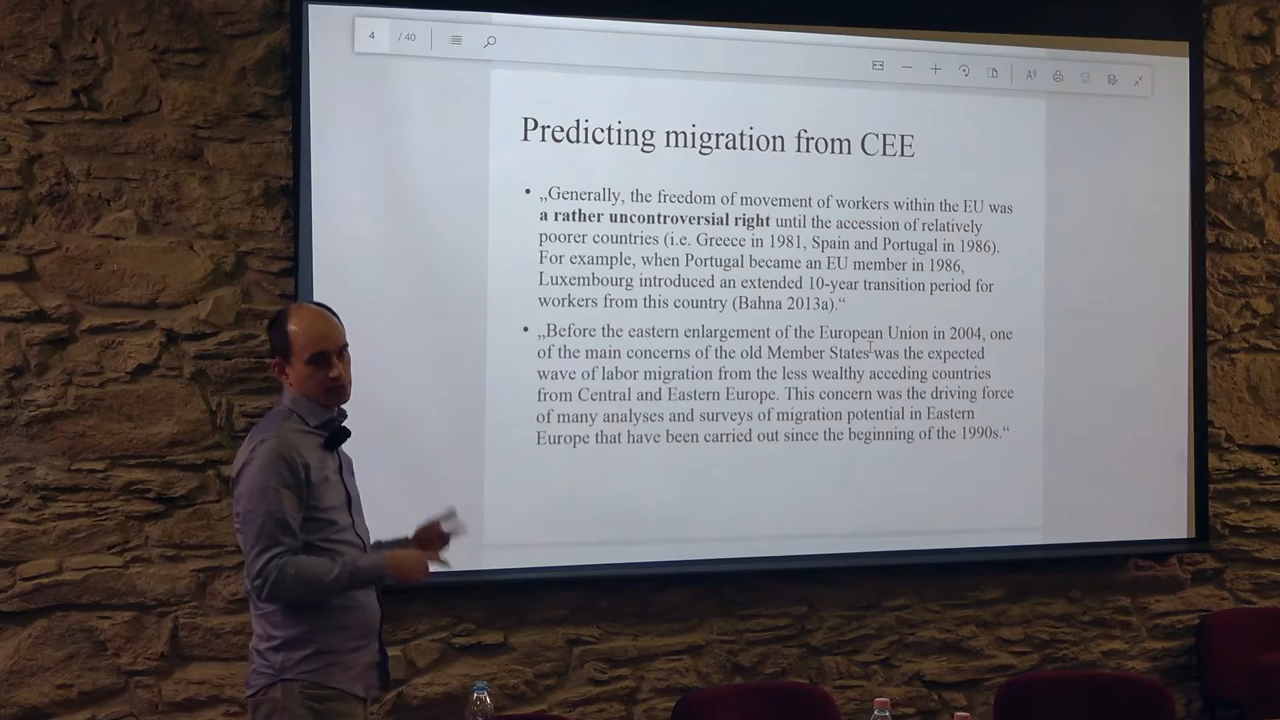 4 / 40
Predicting migration from CEE
• „Generally, the freedom of movement of workers within the EU was
a rather uncontroversial right until the accession of relatively
poorer countries (i.e. Greece in 1981, Spain and Portugal in 1986).
For example, when Portugal became an EU member in 1986,
Luxembourg introduced an extended 10-year transition period for
workers from this country (Bahna 2013a).“
• „Before the eastern enlargement of the European Union in 2004, one
of the main concerns of the old Member States was the expected
wave of labor migration from the less wealthy acceding countries
from Central and Eastern Europe. This concern was the driving force
of many analyses and surveys of migration potential in Eastern
Europe that have been carried out since the beginning of the 1990s.“